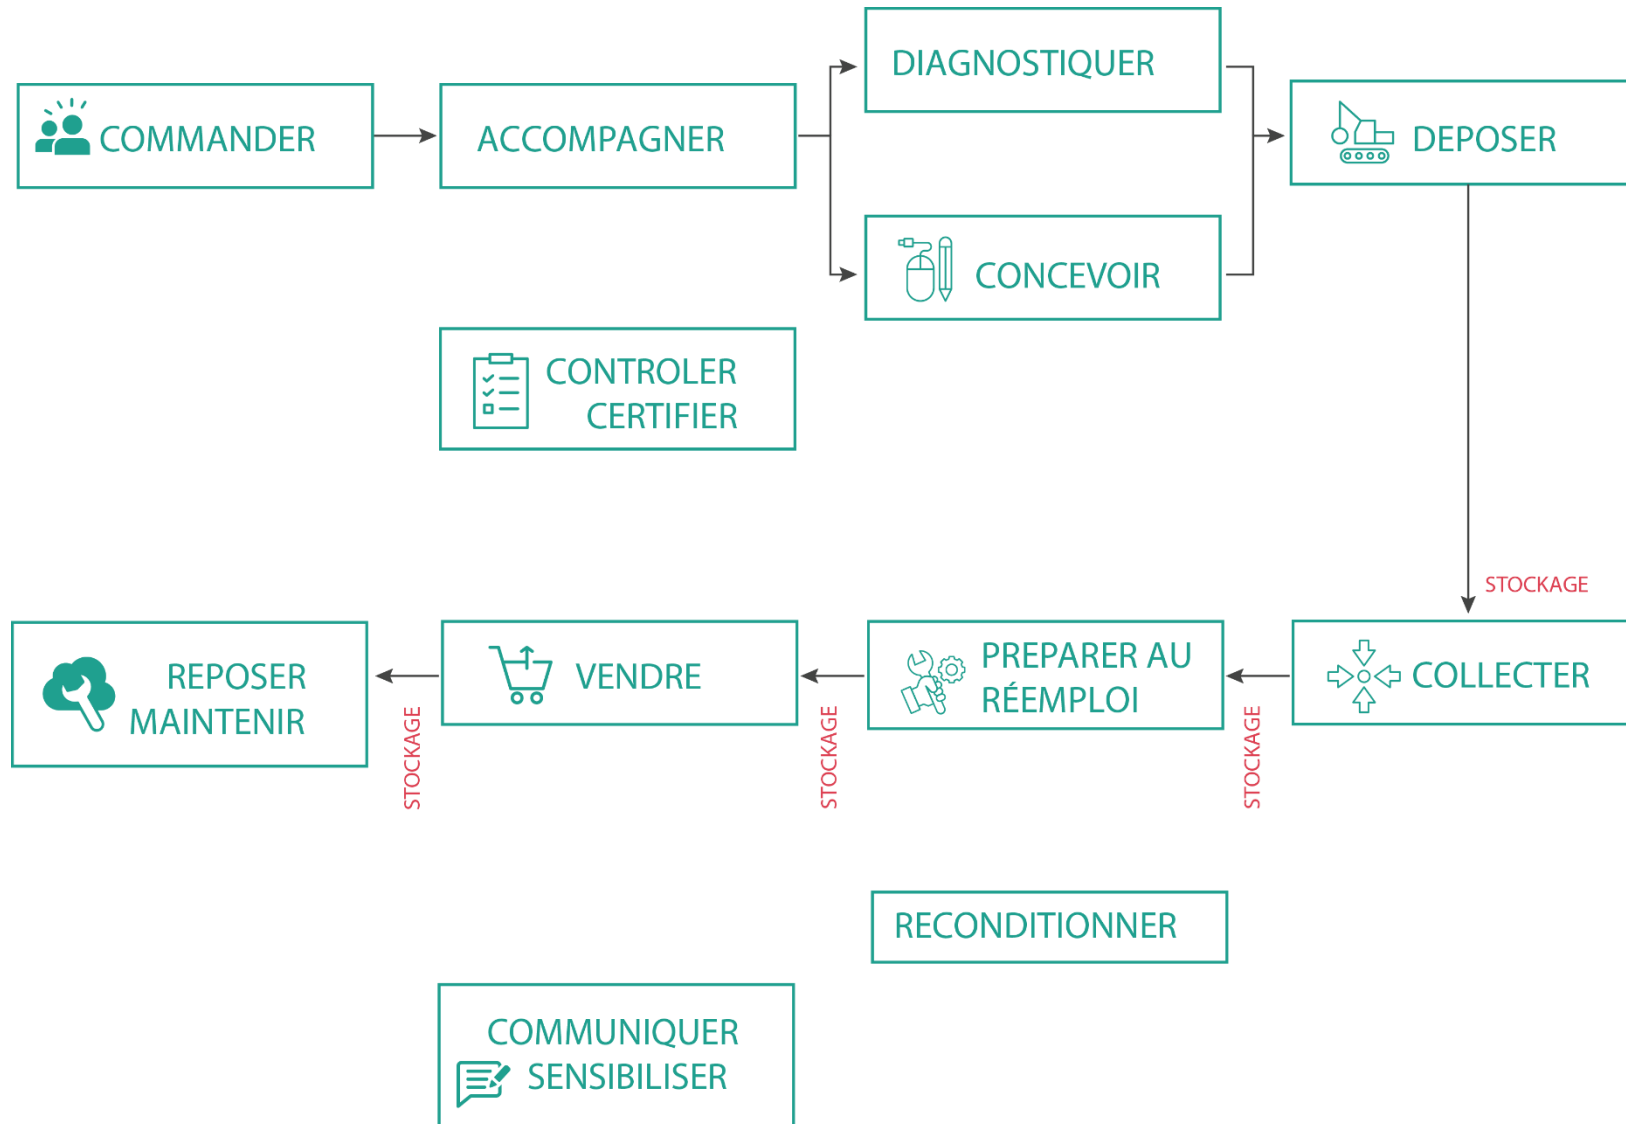 DIAGNOSTIQUER
COMMANDER
ACCOMPAGNER
DEPOSER
CONCEVOIR
CONTROLER
CERTIFIER
STOCKAGE
REPOSER
MAINTENIR
VENDRE
PREPARER AU
RÉEMPLOI
COLLECTER
STOCKAGE
STOCKAGE
STOCKAGE
RECONDITIONNER
COMMUNIQUER
SENSIBILISER